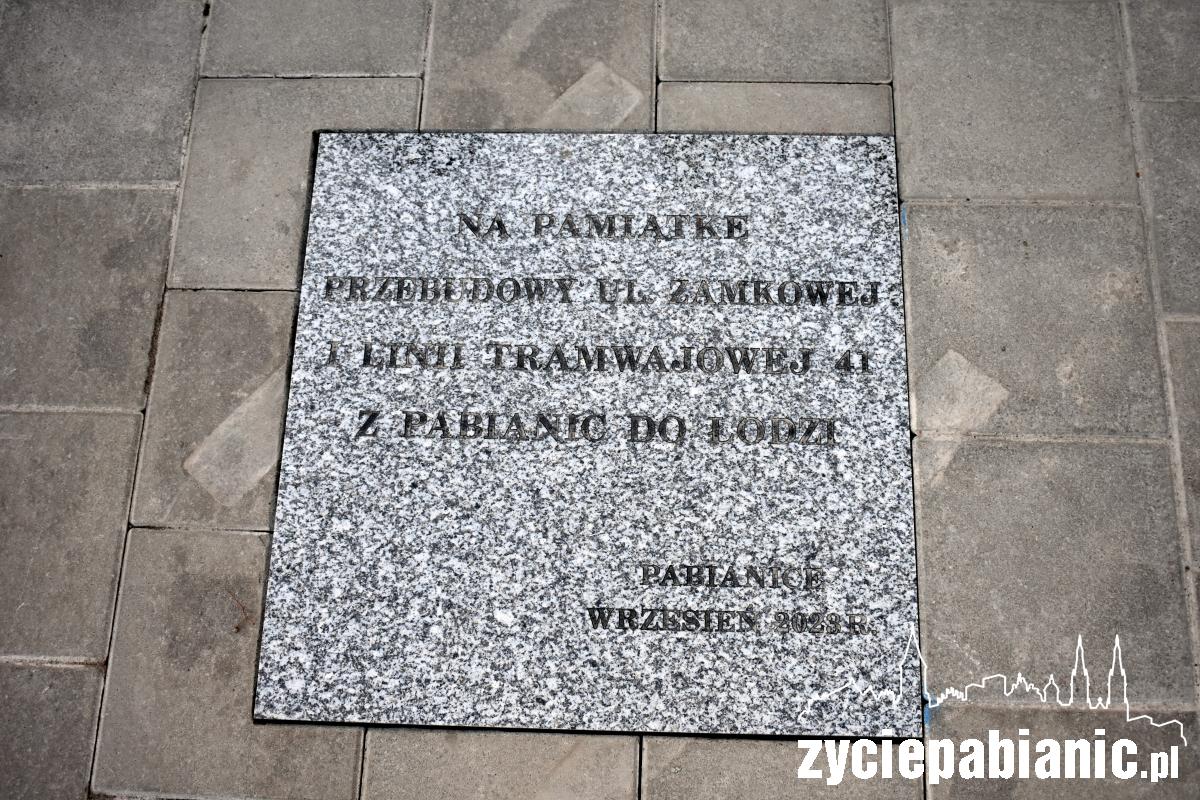 NA PAMIĄTKĘ
PRZEBUDOWY UL. ZAMKOWEJ
I LINII TRAMWAJOWEJ 41
Z PABIANIC DO ŁODZI
PABIANICE
WRZESIEŃ 2023 R.
zyciepabianic.pl